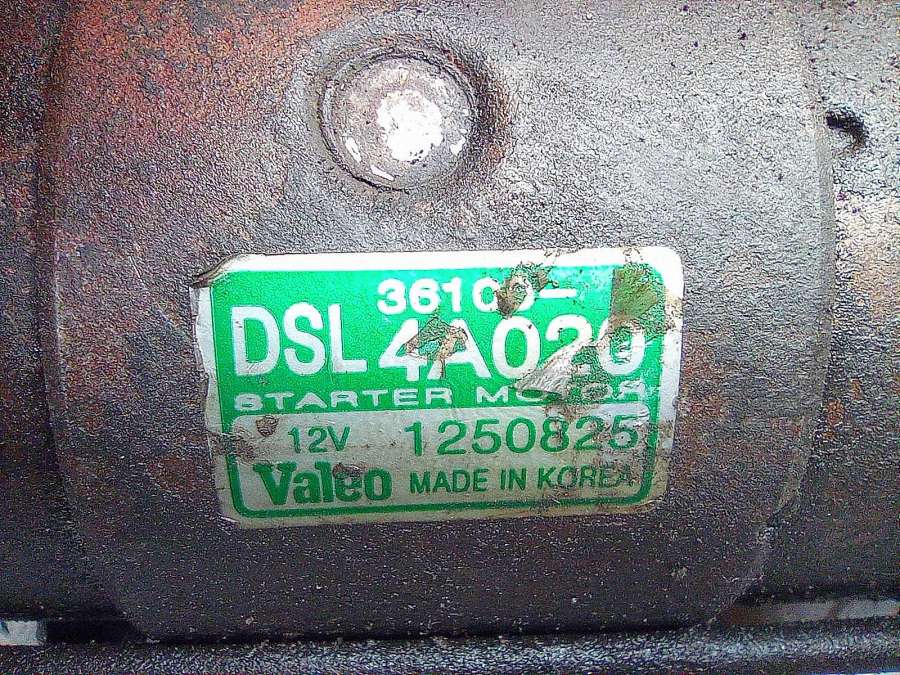 36100-
DSL 4A020
STARTER MOTOR
12V 1250825
Valeo MADE IN KOREA